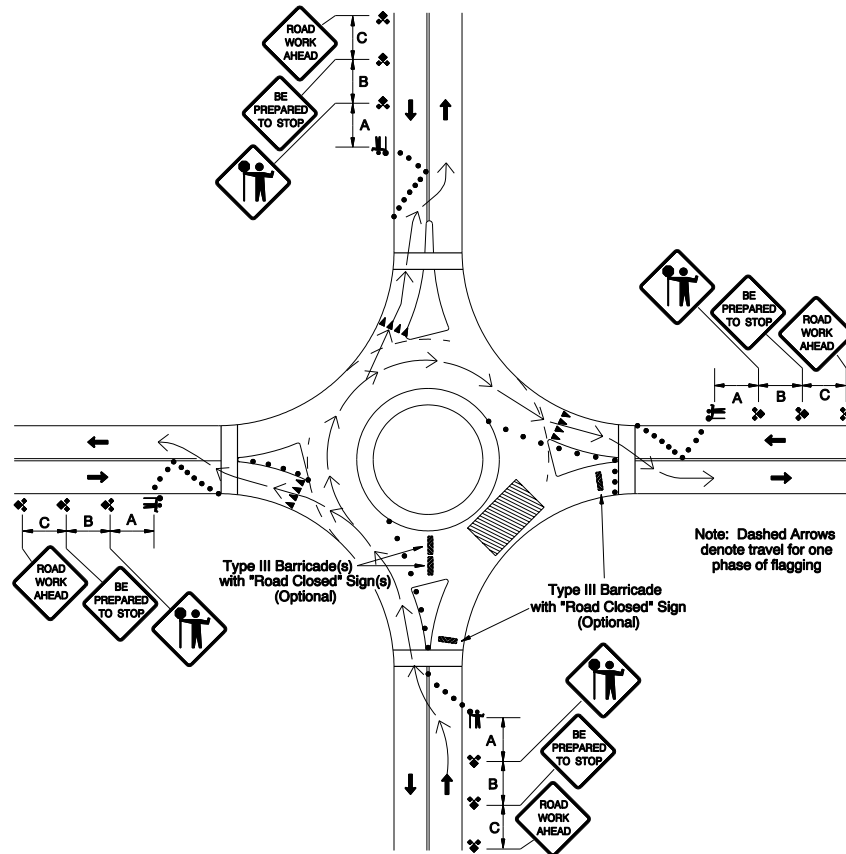 ROAD
WORK
AHEAD
C
BE
PREPARED
TO STOP
B
A
BE
PREPARED
TO STOP
ROAD
WORK
AHEAD
A
B
C
C
B
A
ROAD
WORK
AHEAD
BE
PREPARED
TO STOP
Type III Barricade(s)
with "Road Closed" Sign(s)
(Optional)
Note: Dashed Arrows
denote travel for one
phase of flagging
Type III Barricade
with "Road Closed" Sign
(Optional)
A
B
C
BE
PREPARED
TO STOP
ROAD
WORK
AHEAD